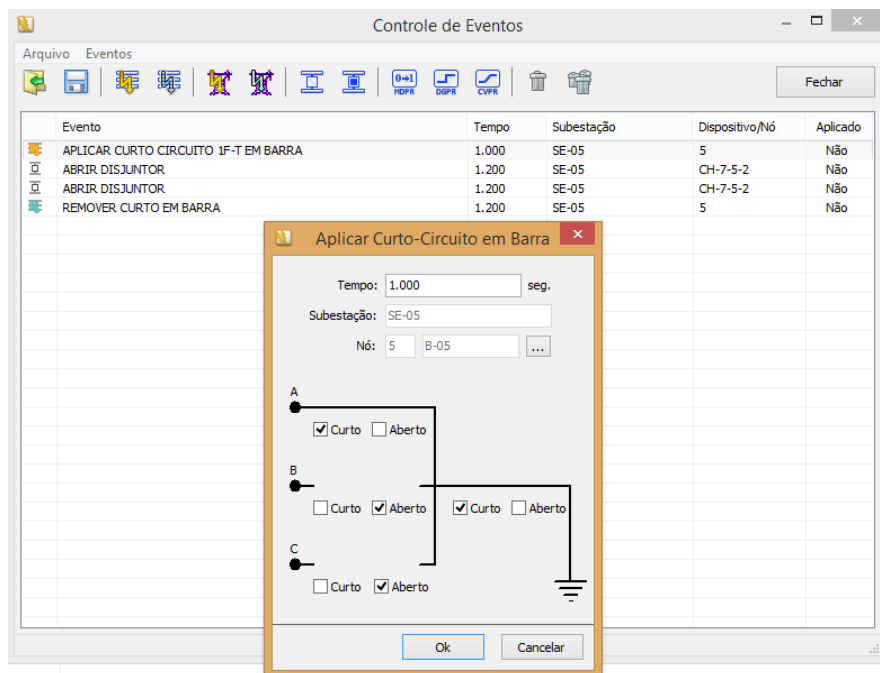 Controle de Eventos
Arquivo Eventos
0→1 MDPR DGPR CVPR Fechar
Evento Tempo Subestação Dispositivo/Nó Aplicado
APLICAR CURTO CIRCUITO 1F-T EM BARRA 1.000 SE-05 5 Não
ABRIR DISJUNTOR 1.200 SE-05 CH-7-5-2 Não
ABRIR DISJUNTOR 1.200 SE-05 CH-7-5-2 Não
REMOVER CURTO EM BARRA 1.200 SE-05 5 Não
Aplicar Curto-Circuito em Barra
Tempo: 1.000 seg.
Subestação: SE-05
Nó: 5 B-05 ...
A
Curto Aberto
B
Curto Aberto Curto Aberto
C
Curto Aberto
Ok Cancelar